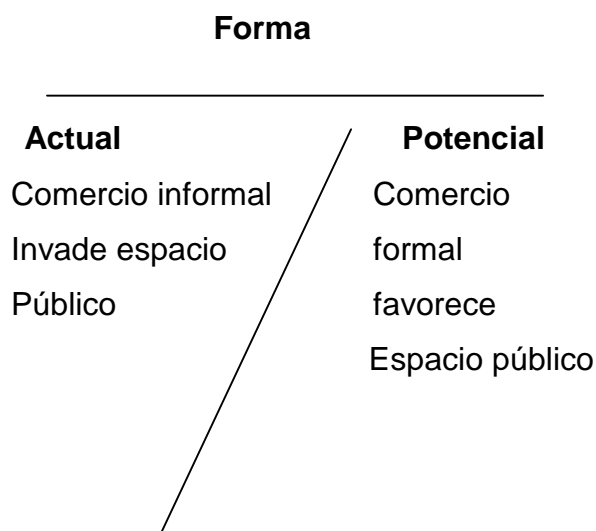 Forma
Actual
Comercio informal
Invade espacio
Público
Potencial
Comercio
formal
favorece
Espacio público